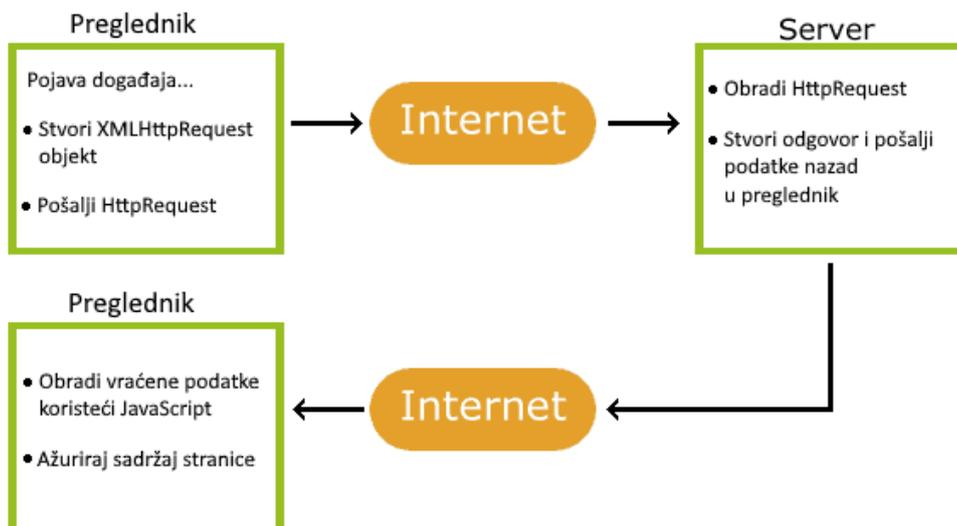 Preglednik
Pojava događaja...
• Stvori XMLHttpRequest
objekt
• Pošalji HttpRequest
Internet
Server
• Obradi HttpRequest
• Stvori odgovor i pošalji
podatke nazad
u preglednik
Preglednik
• Obradi vraćene podatke
koristeći JavaScript
• Ažuriraj sadržaj stranice
Internet